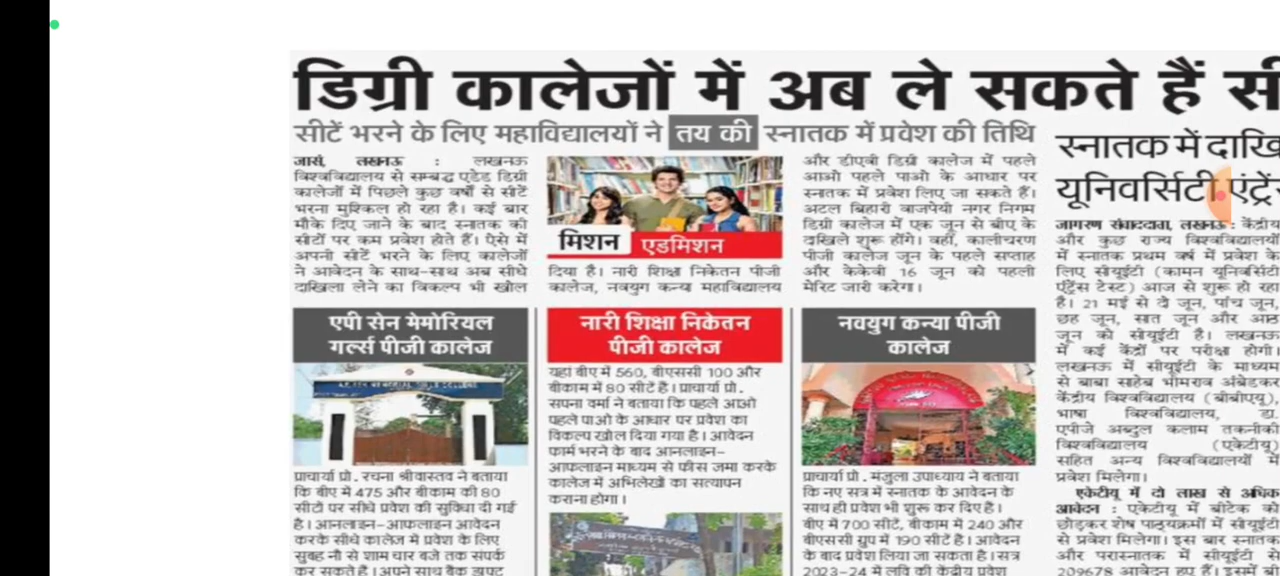 डिग्री कालेजों में अब ले सकते हैं
सीटें भरने के लिए महाविद्यालयों ने तय की स्नातक में प्रवेश की तिथि
जासं, लखनऊ : लखनऊ
विश्वविद्यालय से सम्बद्ध एडेड डिग्री
कालेजों में पिछले कुछ वर्षों से सीटें
भरना मुश्किल हो रहा है। कई बार
मौके दिए जाने के बाद स्नातक की
सीटों पर कम प्रवेश होते हैं। ऐसे में
अपनी सीटें भरने के लिए कालेजों
ने आवेदन के साथ-साथ अब सीधे
दाखिला लेने का विकल्प भी खोल
मिशन एडमिशन
दिया है। नारी शिक्षा निकेतन पीजी
कालेज, नवयुग कन्या महाविद्यालय
और डीएवी डिग्री कालेज में पहले
आओ पहले पाओ के आधार पर
स्नातक में प्रवेश लिए जा सकते हैं।
अटल बिहारी वाजपेयी नगर निगम
डिग्री कालेज में एक जून से बीए के
दाखिले शुरू होंगे। वहीं, कालीचरण
पीजी कालेज जून के पहले सप्ताह
और केकेवी 16 जून को पहली
मेरिट जारी करेगा।
एपी सेन मेमोरियल
गर्ल्स पीजी कालेज
A.P. SEN MEMORIAL GIRLS COLLEGE
प्राचार्या प्रो. रचना श्रीवास्तव ने बताया
कि बीए में 475 और बीकाम की 80
सीटों पर सीधे प्रवेश की सुविधा दी गई
है। आनलाइन-आफलाइन आवेदन
करके सीधे कालेज में प्रवेश के लिए
सुबह नौ से शाम चार बजे तक संपर्क
कर सकते हैं। अपने साथ बैंक ड्राफ्ट
नारी शिक्षा निकेतन
पीजी कालेज
यहां बीए में 560, बीएससी 100 और
बीकाम में 80 सीटें है। प्राचार्या प्रो.
सपना वर्मा ने बताया कि पहले आओ
पहले पाओ के आधार पर प्रवेश का
विकल्प खोल दिया गया है। आवेदन
फार्म भरने के बाद आनलाइन-
आफलाइन माध्यम से फीस जमा करके
कालेज में अभिलेखों का सत्यापन
कराना होगा।
नवयुग कन्या पीजी
कालेज
प्राचार्या प्रो. मंजुला उपाध्याय ने बताया
कि नए सत्र में स्नातक के आवेदन के
साथ ही प्रवेश भी शुरू कर दिए है।
बीए में 700 सीटें, बीकाम में 240 और
बीएससी ग्रुप में 190 सीटें है। आवेदन
के बाद प्रवेश लिया जा सकता है। सत्र
2023-24 में लवि की केंद्रीय प्रवेश
स्नातक में दाखि
यूनिवर्सिटी एंट्रें
जागरण संवाददाता, लखनऊ : केंद्रीय
और कुछ राज्य विश्वविद्यालयों
में स्नातक प्रथम वर्ष में प्रवेश के
लिए सीयूईटी (कामन यूनिवर्सिटी
एंट्रेंस टेस्ट) आज से शुरू हो रहा
है। 21 मई से दो जून, पांच जून,
छह जून, सात जून और आठ
जून को सीयूईटी है। लखनऊ
में कई केंद्रों पर परीक्षा होगी।
लखनऊ में सीयूईटी के माध्यम
से बाबा साहेब भीमराव अंबेडकर
केंद्रीय विश्वविद्यालय (बीबीएयू),
भाषा विश्वविद्यालय, डा.
एपीजे अब्दुल कलाम तकनीकी
विश्वविद्यालय (एकेटीयू)
सहित अन्य विश्वविद्यालयों में
प्रवेश मिलेगा।
एकेटीयू में दो लाख से अधिक
आवेदन : एकेटीयू में बीटेक को
छोड़कर शेष पाठ्यक्रमों में सीयूईटी
से प्रवेश मिलेगा। इस बार स्नातक
और परास्नातक में सीयूईटी से
209678 आवेदन हुए हैं। इसमें बी